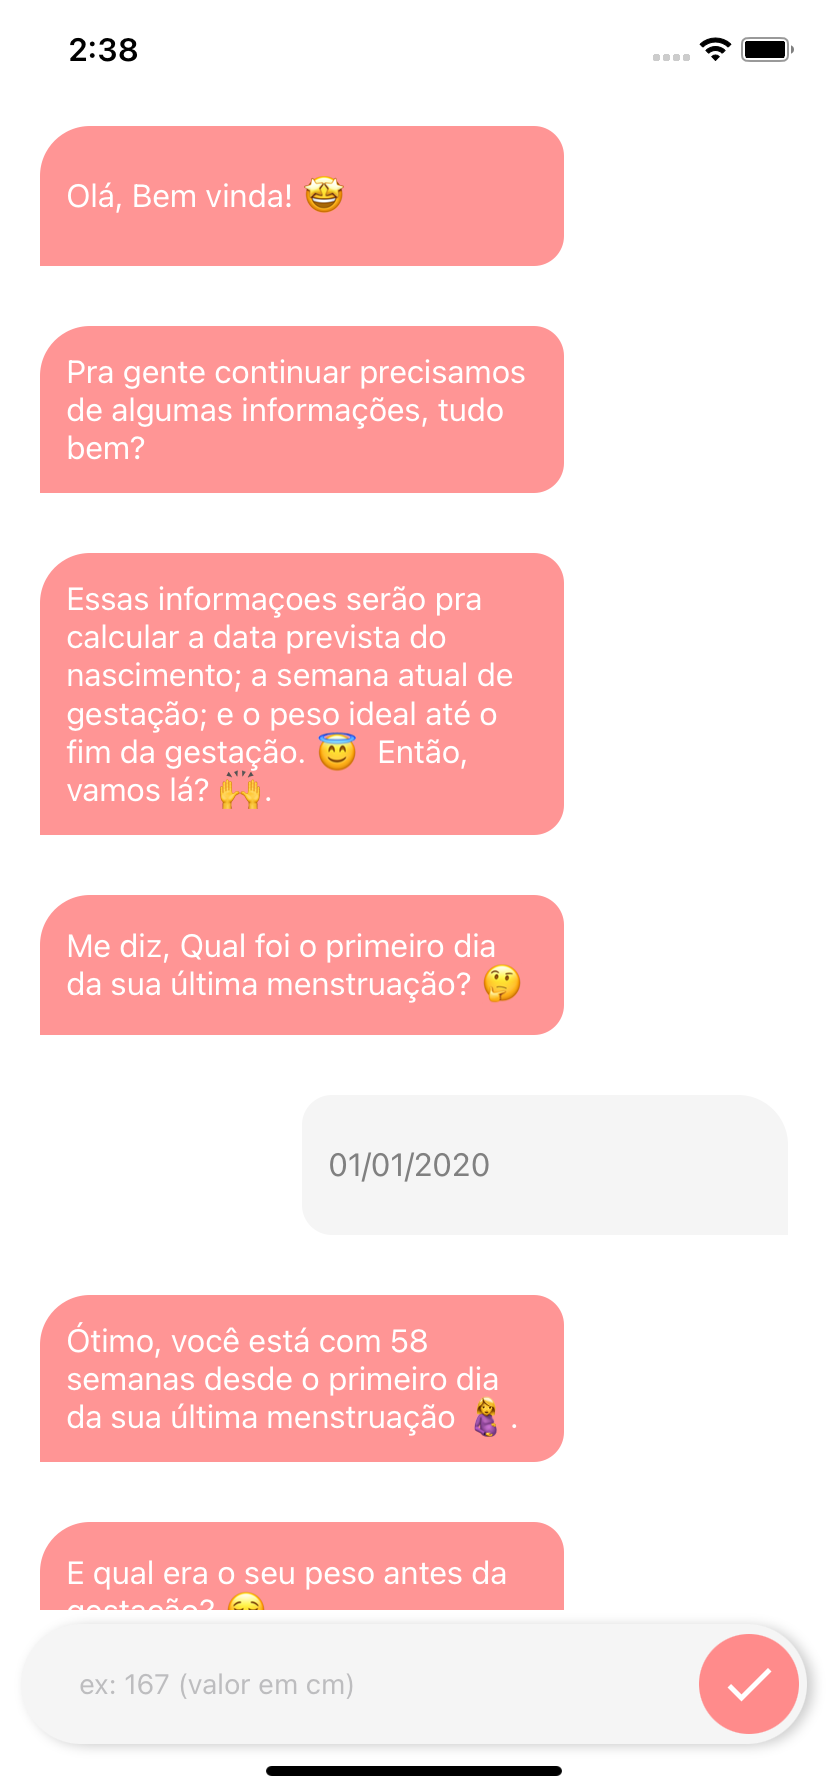 2:38
Olá, Bem vinda! 🤩
Pra gente continuar precisamos
de algumas informações, tudo
bem?
Essas informaçoes serão pra
calcular a data prevista do
nascimento; a semana atual de
gestação; e o peso ideal até o
fim da gestação. 😇 Então,
vamos lá? 🙌.
Me diz, Qual foi o primeiro dia
da sua última menstruação? 🤔
01/01/2020
Ótimo, você está com 58
semanas desde o primeiro dia
da sua última menstruação 🤰.
E qual era o seu peso antes da
gestação? 😌
ex: 167 (valor em cm)